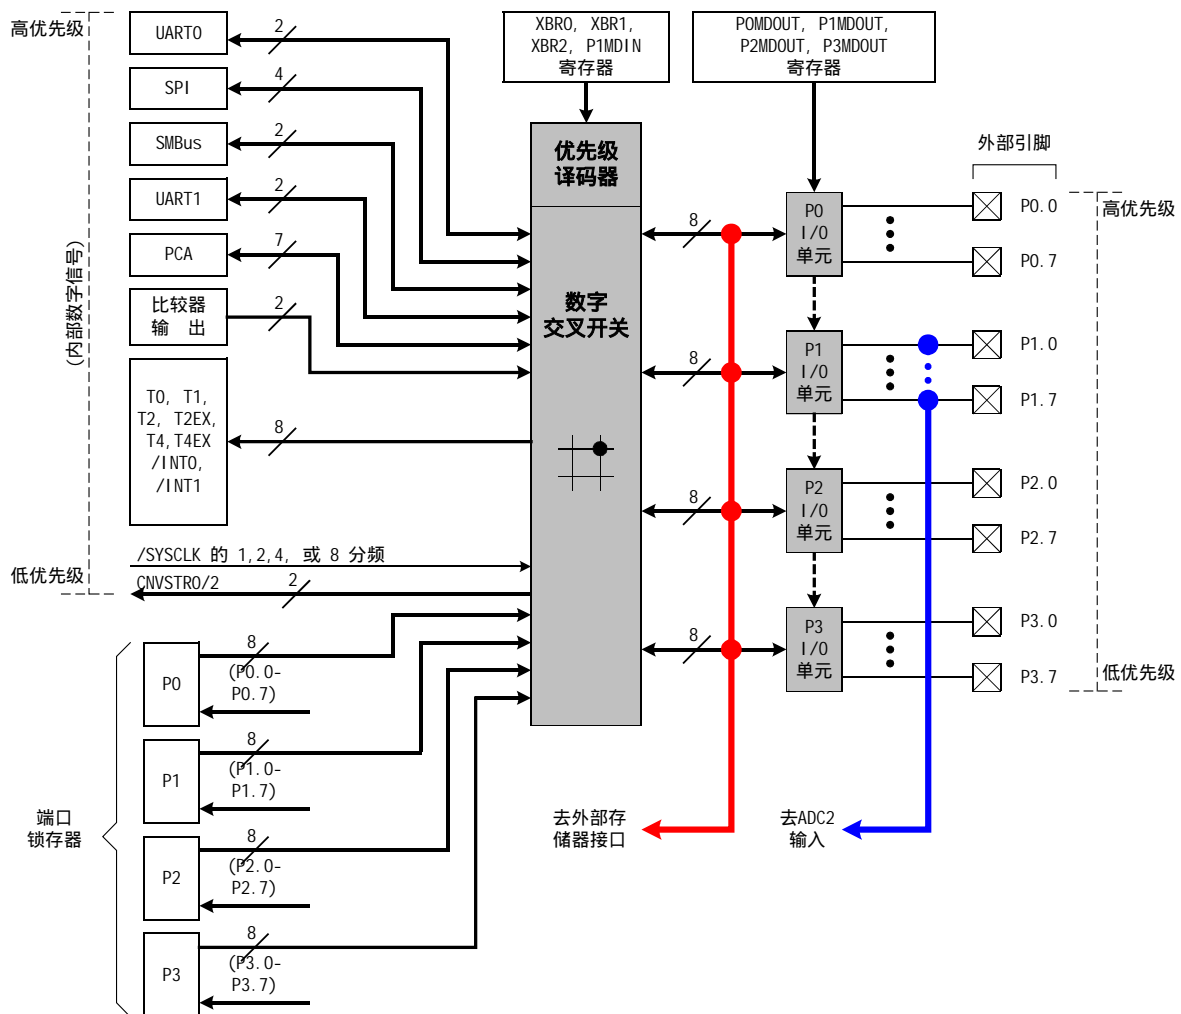 高优先级
UART0
2
SPI
4
SMBus
2
UART1
2
PCA
7
比较器
输 出
2
T0, T1,
T2, T2EX,
T4,T4EX
/INT0,
/INT1
8
(内部数字信号)
/SYSCLK 的 1,2,4, 或 8 分频
低优先级
CNVSTR0/2
2
XBR0, XBR1,
XBR2, P1MDIN
寄存器
P0MDOUT, P1MDOUT,
P2MDOUT, P3MDOUT
寄存器
优先级
译码器
数字
交叉开关
外部引脚
8
P0
I/O
单元
P0.0
P0.7
高优先级
8
P1
I/O
单元
P1.0
P1.7
8
P2
I/O
单元
P2.0
P2.7
8
P3
I/O
单元
P3.0
P3.7
低优先级
端口
锁存器
P0
8
(P0.0-
P0.7)
P1
8
(P1.0-
P1.7)
P2
8
(P2.0-
P2.7)
P3
8
(P3.0-
P3.7)
去外部存
储器接口
去ADC2
输入